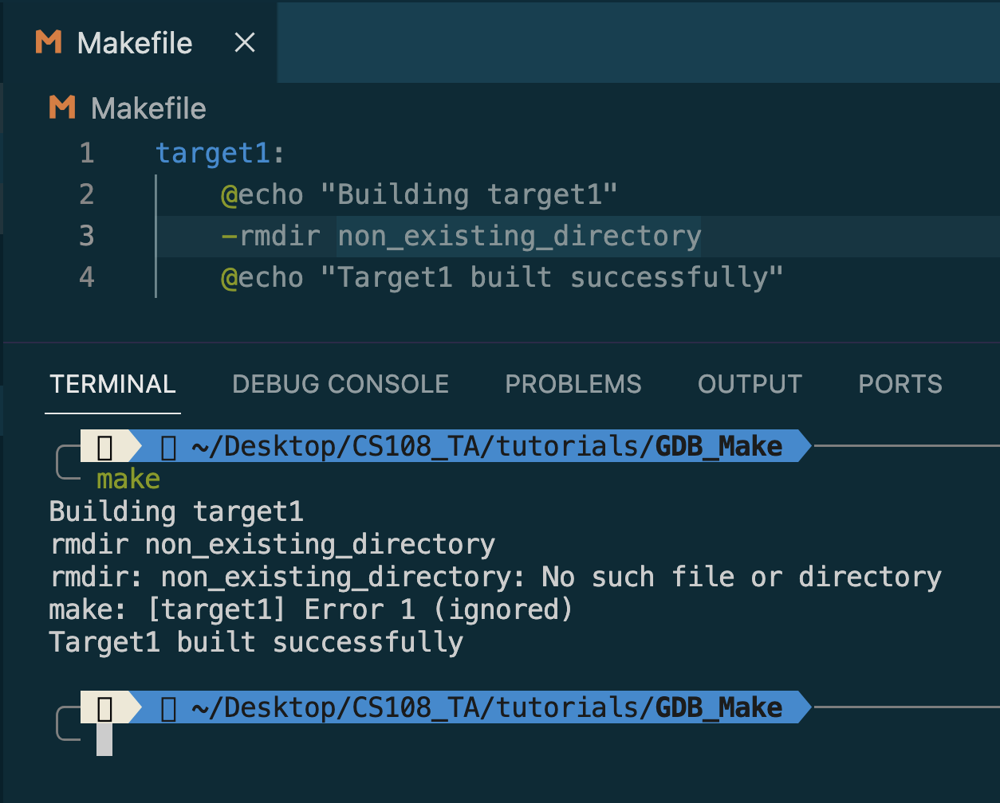 Makefile
Makefile
1 target1:
2 @echo "Building target1"
3 -rmdir non_existing_directory
4 @echo "Target1 built successfully"
TERMINAL DEBUG CONSOLE PROBLEMS OUTPUT PORTS
~/Desktop/CS108_TA/tutorials/GDB_Make
make
Building target1
rmdir non_existing_directory
rmdir: non_existing_directory: No such file or directory
make: [target1] Error 1 (ignored)
Target1 built successfully
~/Desktop/CS108_TA/tutorials/GDB_Make